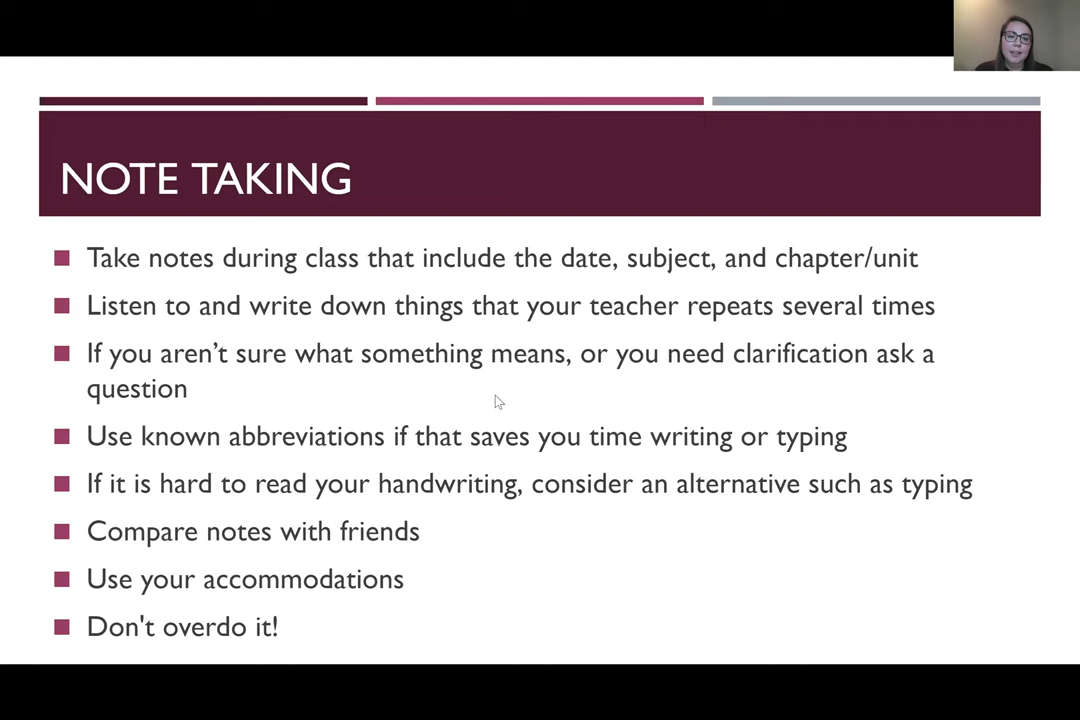 NOTE TAKING
Take notes during class that include the date, subject, and chapter/unit
Listen to and write down things that your teacher repeats several times
If you aren’t sure what something means, or you need clarification ask a
question
Use known abbreviations if that saves you time writing or typing
If it is hard to read your handwriting, consider an alternative such as typing
Compare notes with friends
Use your accommodations
Don't overdo it!